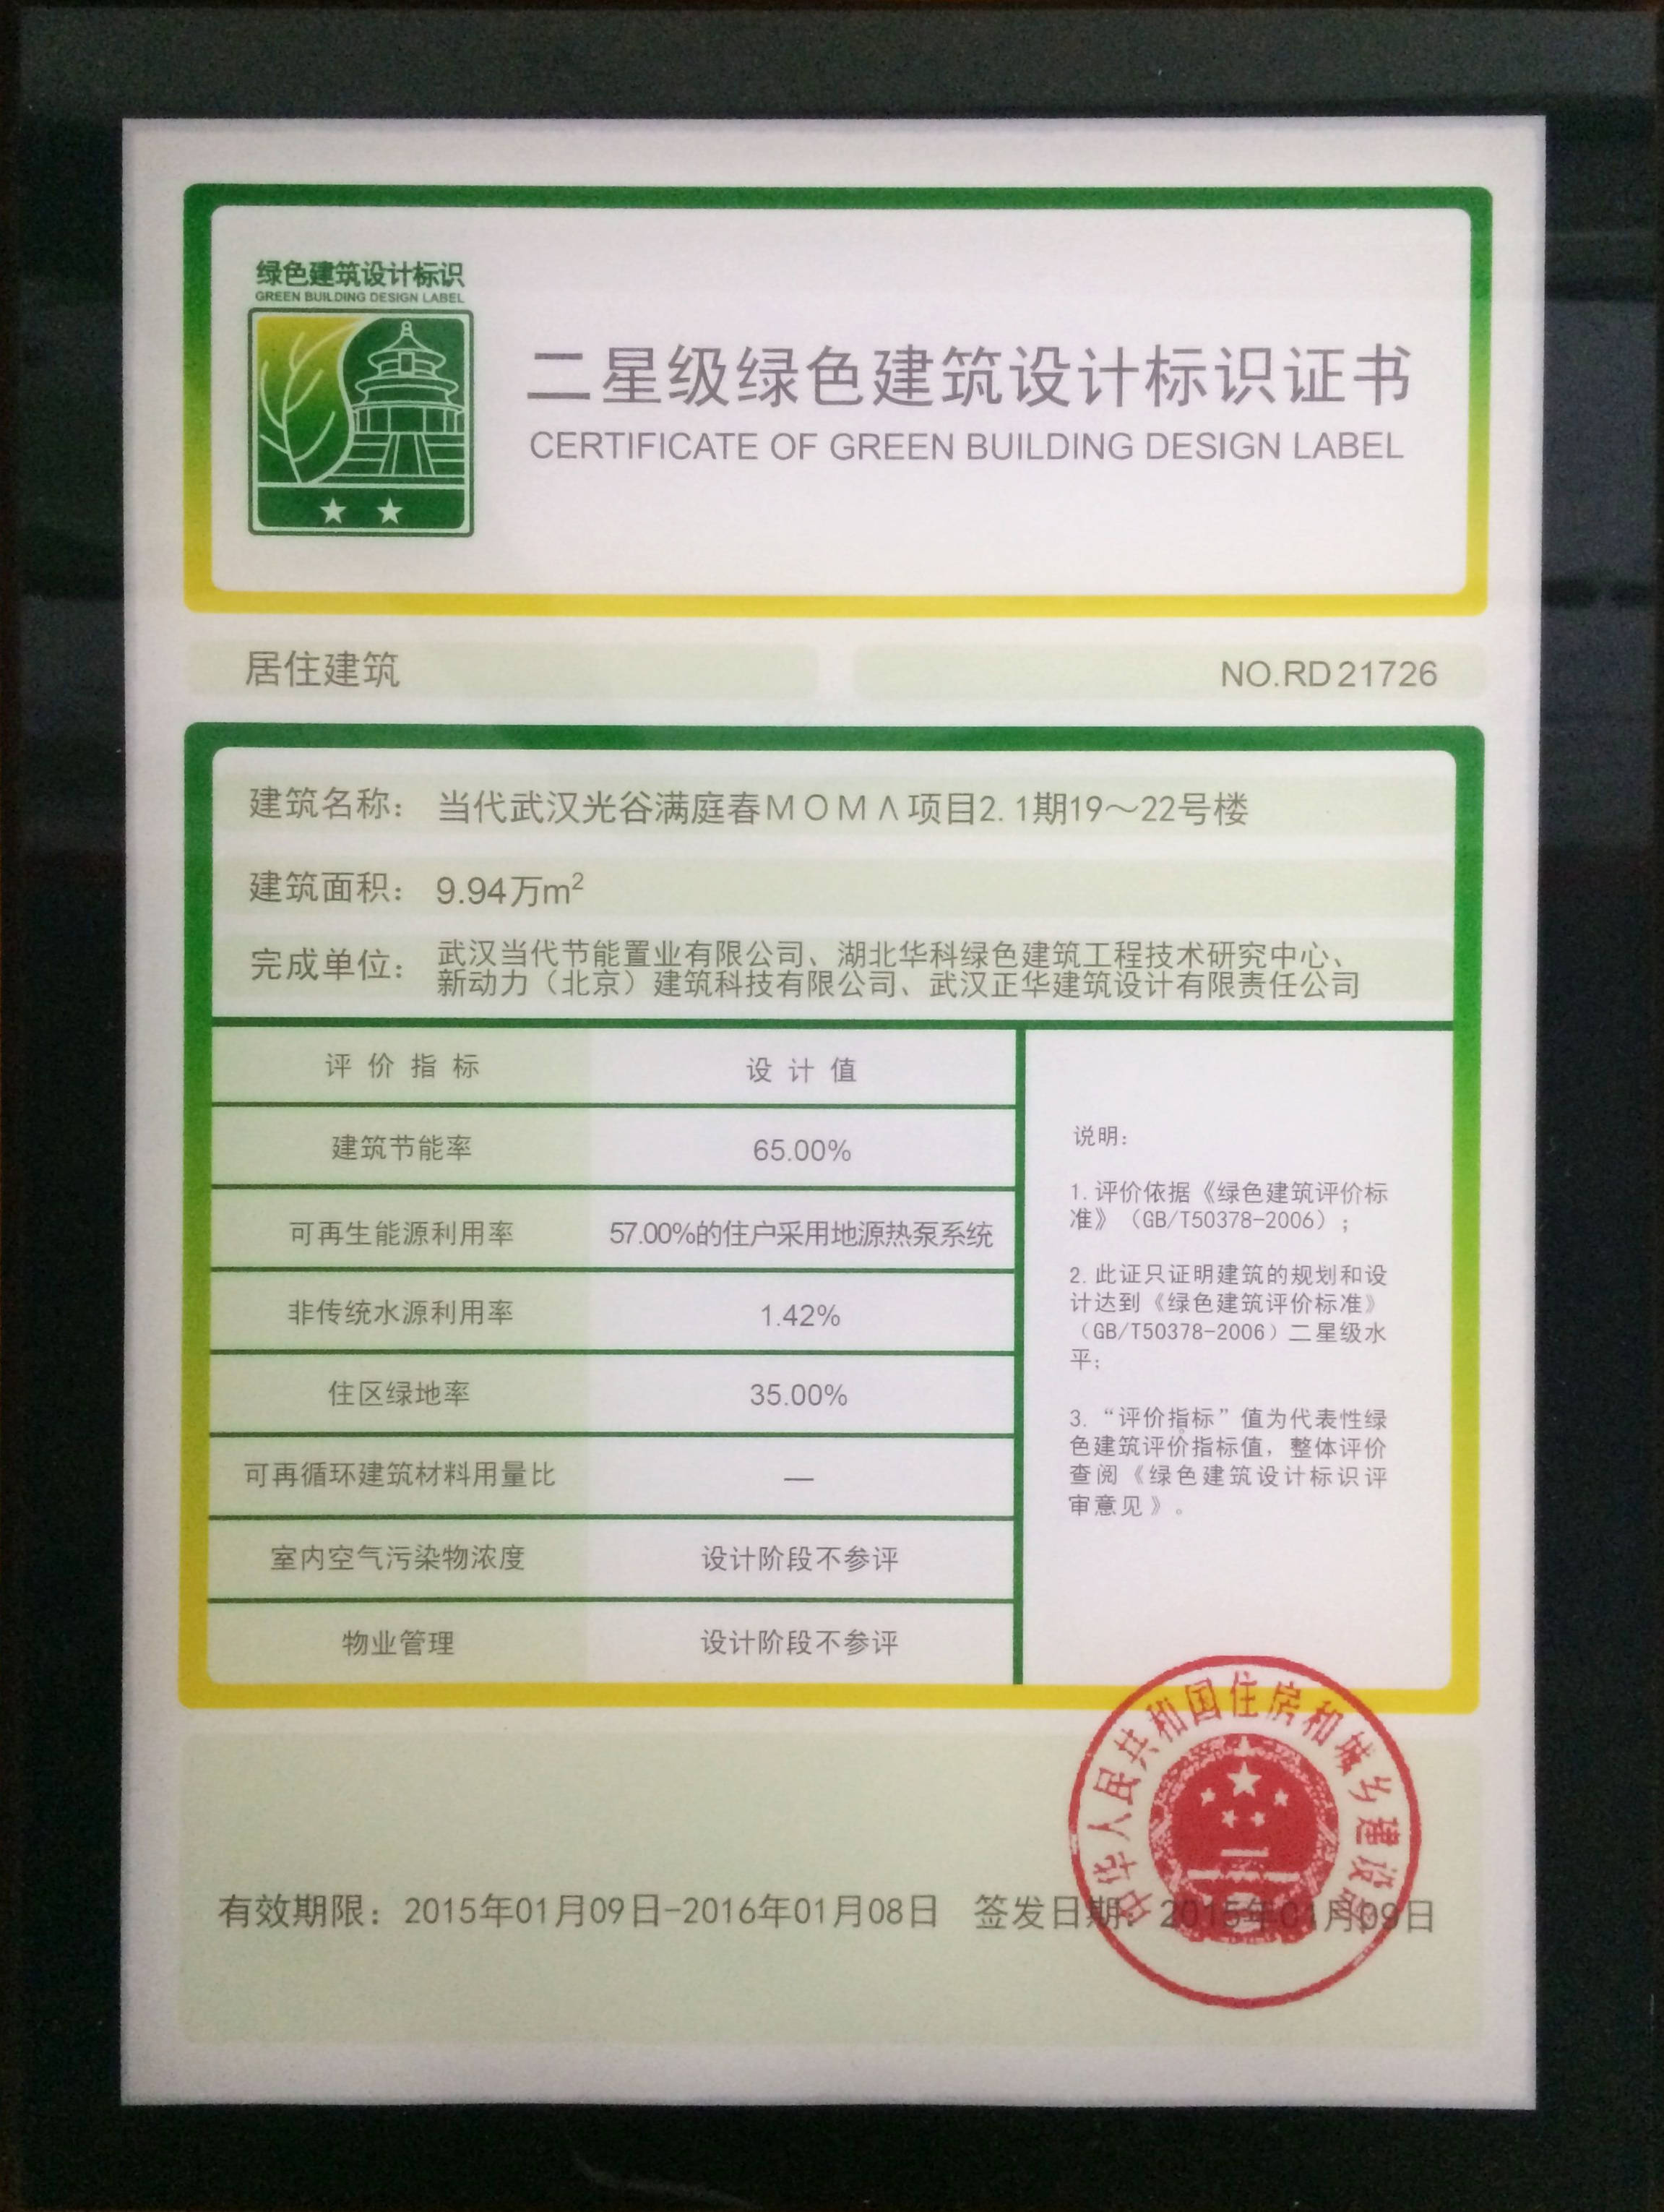 绿色建筑设计标识
GREEN BUILDING DESIGN LABEL
二星级绿色建筑设计标识证书
CERTIFICATE OF GREEN BUILDING DESIGN LABEL
居住建筑
NO.RD21726
建筑名称： 当代武汉光谷满庭春MOMΛ项目2.1期19～22号楼
建筑面积： 9.94万m²
完成单位： 武汉当代节能置业有限公司、湖北华科绿色建筑工程技术研究中心、
新动力（北京）建筑科技有限公司、武汉正华建筑设计有限责任公司
评价指标 设计值
建筑节能率 65.00%
可再生能源利用率 57.00%的住户采用地源热泵系统
非传统水源利用率 1.42%
住区绿地率 35.00%
可再循环建筑材料用量比 —
室内空气污染物浓度 设计阶段不参评
物业管理 设计阶段不参评
说明：
1.评价依据《绿色建筑评价标
准》（GB/T50378-2006）；
2.此证只证明建筑的规划和设
计达到《绿色建筑评价标准》
（GB/T50378-2006）二星级水
平；
3.“评价指标”值为代表性绿
色建筑评价指标值，整体评价
查阅《绿色建筑设计标识评
审意见》。
中华人民共和国住房和城乡建设部
有效期限：2015年01月09日-2016年01月08日 签发日期：2015年01月09日